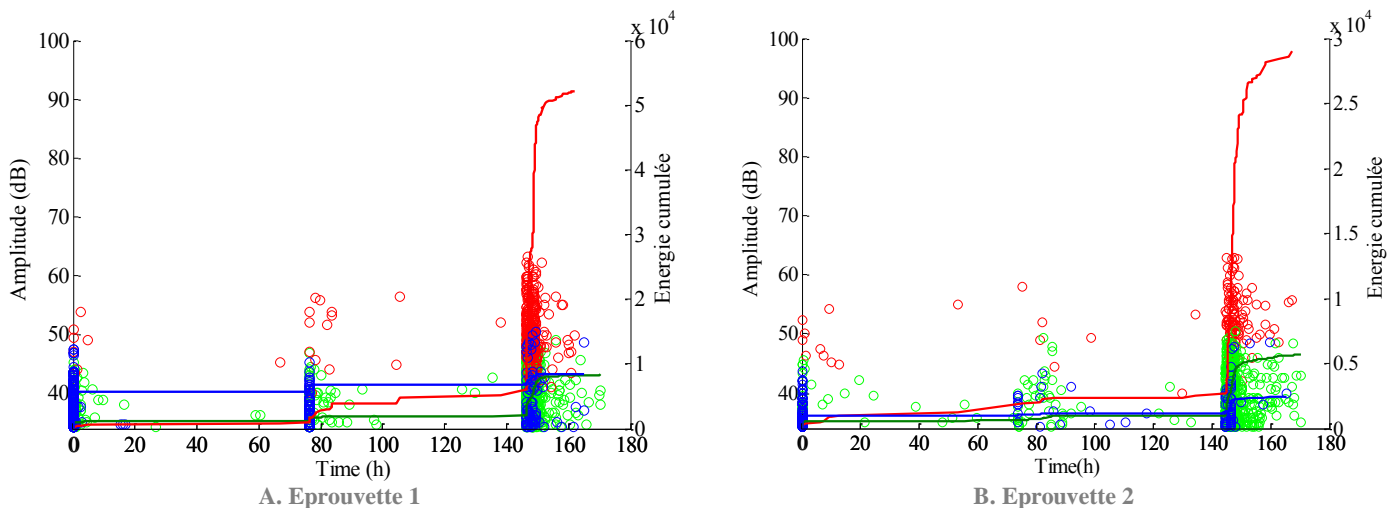 x 10^4
100
90
80
70
60
50
40
Amplitude (dB)
6
5
4
3
2
1
0
Energie cumulée
0 20 40 60 80 100 120 140 160 180
Time (h)
A. Eprouvette 1
x 10^4
100
90
80
70
60
50
40
Amplitude (dB)
3
2.5
2
1.5
1
0.5
0
Energie cumulée
0 20 40 60 80 100 120 140 160 180
Time(h)
B. Eprouvette 2